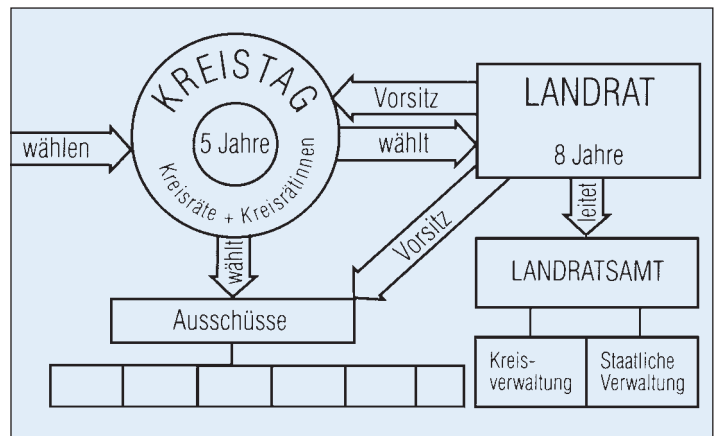 KREISTAG
5 Jahre
Kreisräte + Kreisrätinnen
wählen
Vorsitz
wählt
LANDRAT
8 Jahre
wählt
Vorsitz
leitet
Ausschüsse
LANDRATSAMT
Kreis-
verwaltung
Staatliche
Verwaltung